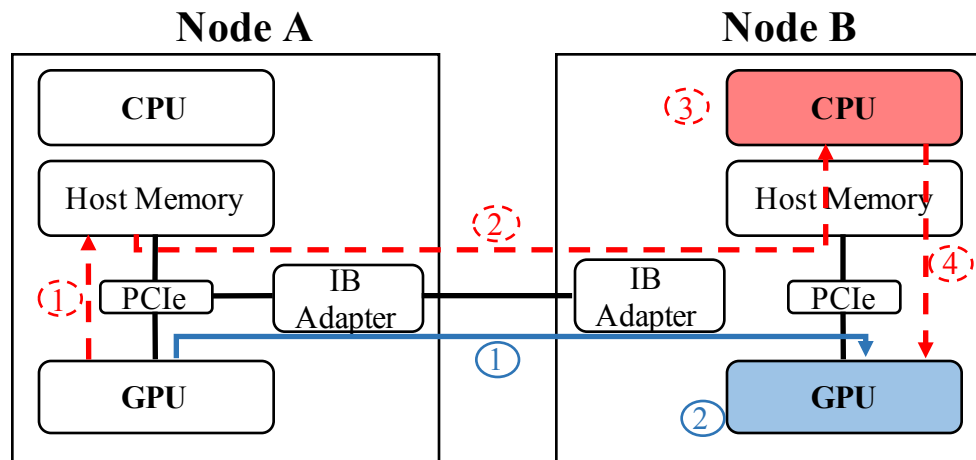 Node A
Node B
CPU
3
CPU
Host Memory
2
Host Memory
1
PCIe
IB
Adapter
IB
Adapter
PCIe
4
1
GPU
2
GPU